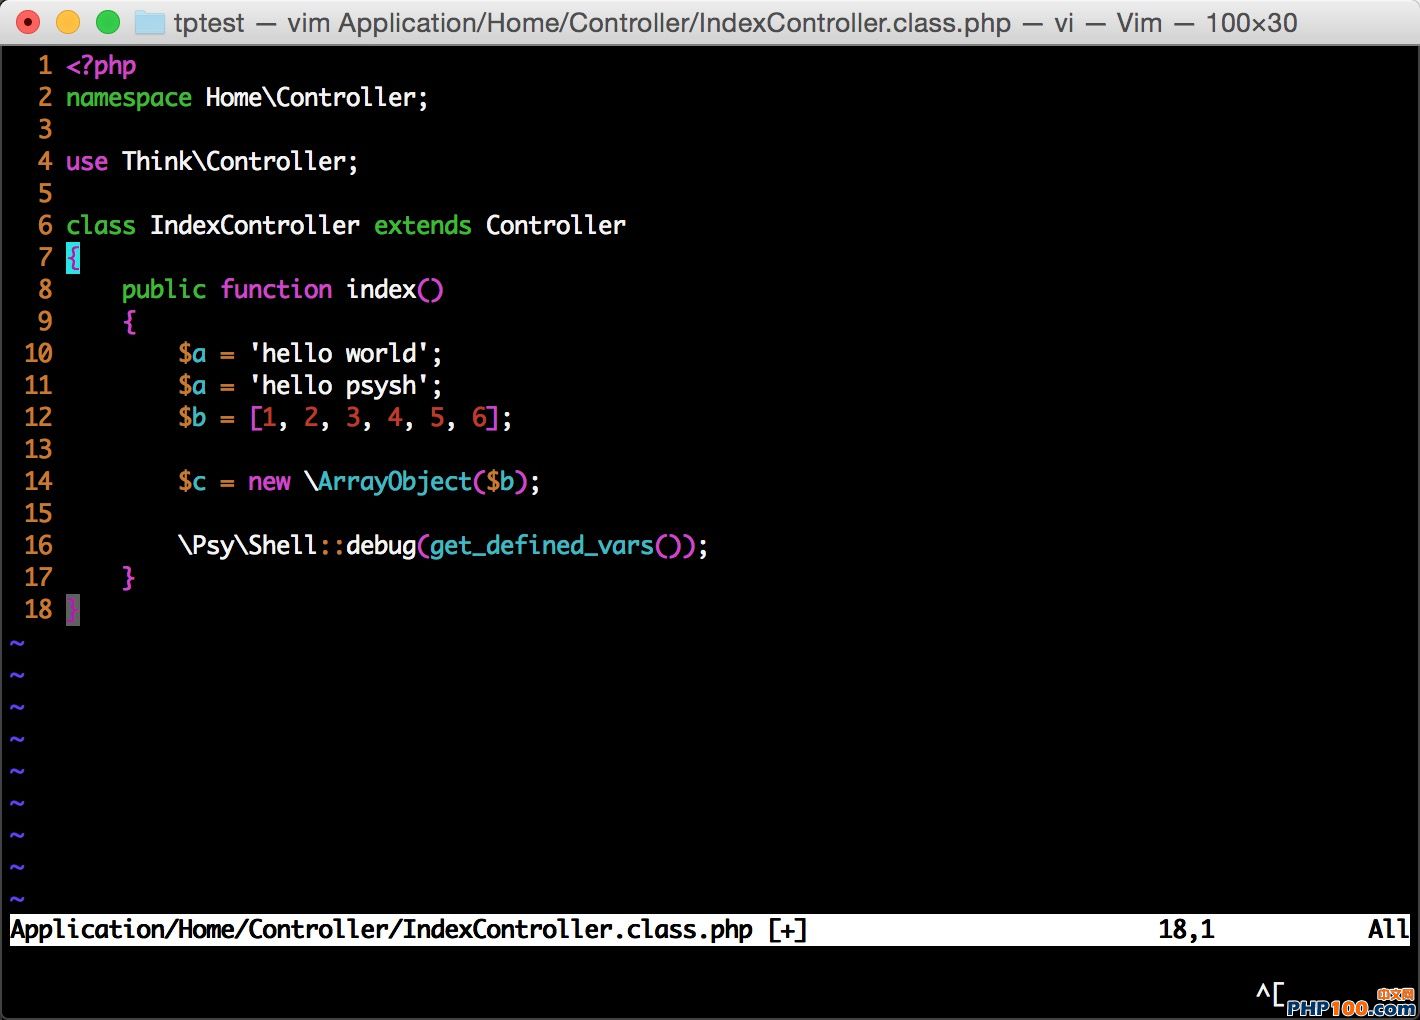 tptest — vim Application/Home/Controller/IndexController.class.php — vi — Vim — 100×30
1 <?php
2 namespace Home\Controller;
3
4 use Think\Controller;
5
6 class IndexController extends Controller
7 {
8     public function index()
9     {
10         $a = 'hello world';
11         $a = 'hello psysh';
12         $b = [1, 2, 3, 4, 5, 6];
13
14         $c = new \ArrayObject($b);
15
16         \Psy\Shell::debug(get_defined_vars());
17     }
18 }
~
~
~
~
~
~
~
~
~
Application/Home/Controller/IndexController.class.php [+] 18,1 All
^[
中文网
PHP100.com